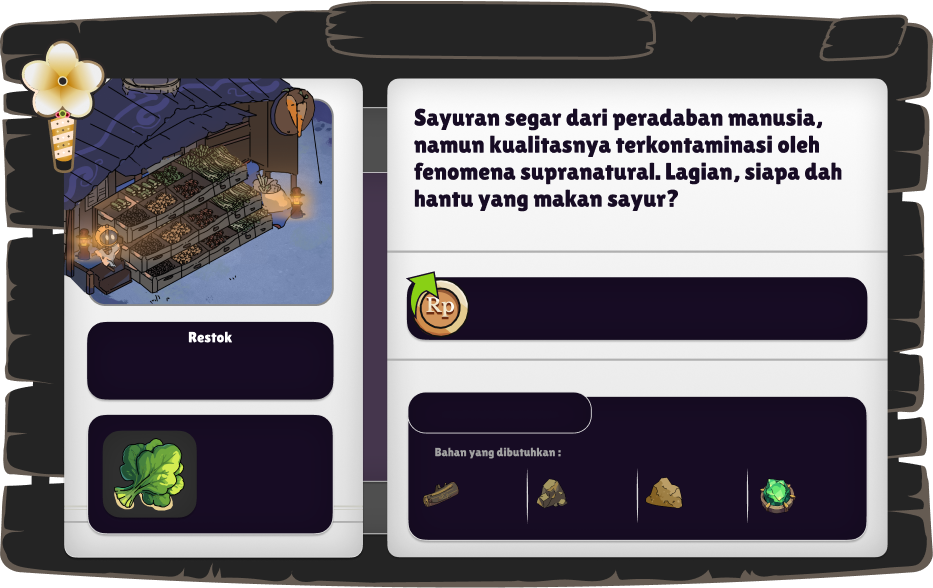 Sayuran segar dari peradaban manusia,
namun kualitasnya terkontaminasi oleh
fenomena supranatural. Lagian, siapa dah
hantu yang makan sayur?
Rp
Restok
Bahan yang dibutuhkan :